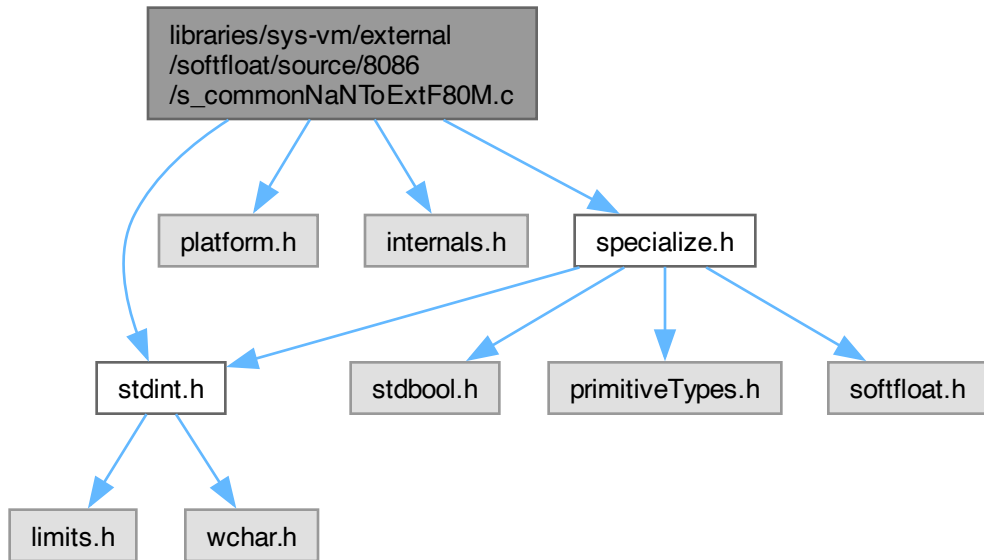 libraries/sys-vm/external
/softfloat/source/8086
/s_commonNaNToExtF80M.c
platform.h
internals.h
specialize.h
stdint.h
stdbool.h
primitiveTypes.h
softfloat.h
limits.h
wchar.h